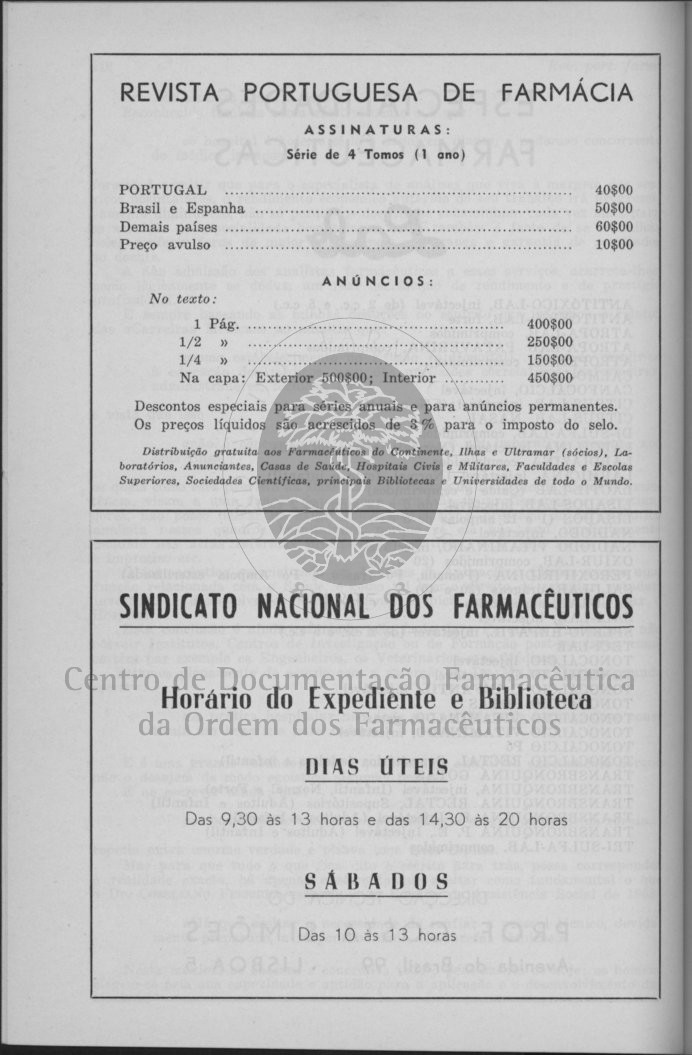 REVISTA PORTUGUESA DE FARMÁCIA
ASSINATURAS:
Série de 4 Tomos (1 ano)
PORTUGAL ........ 40$00
Brasil e Espanha ........ 50$00
Demais países ........ 60$00
Preço avulso ........ 10$00
ANÚNCIOS:
No texto:
1 Pág. ........ 400$00
1/2 » ........ 250$00
1/4 » ........ 150$00
Na capa: Exterior 500$00; Interior ........ 450$00
Descontos especiais para séries anuais e para anúncios permanentes.
Os preços líquidos são acrescidos de 3% para o imposto do selo.
Distribuição gratuita aos Farmacêuticos do Continente, Ilhas e Ultramar (sócios), La-
boratórios, Anunciantes, Casas de Saúde, Hospitais Civis e Militares, Faculdades e Escolas
Superiores, Sociedades Científicas, principais Bibliotecas e Universidades de todo o Mundo.
SINDICATO NACIONAL DOS FARMACÊUTICOS
Centro de Documentação Farmacêutica
Horário do Expediente e Biblioteca
da Ordem dos Farmacêuticos
DIAS ÚTEIS
Das 9,30 às 13 horas e das 14,30 às 20 horas
SÁBADOS
Das 10 às 13 horas